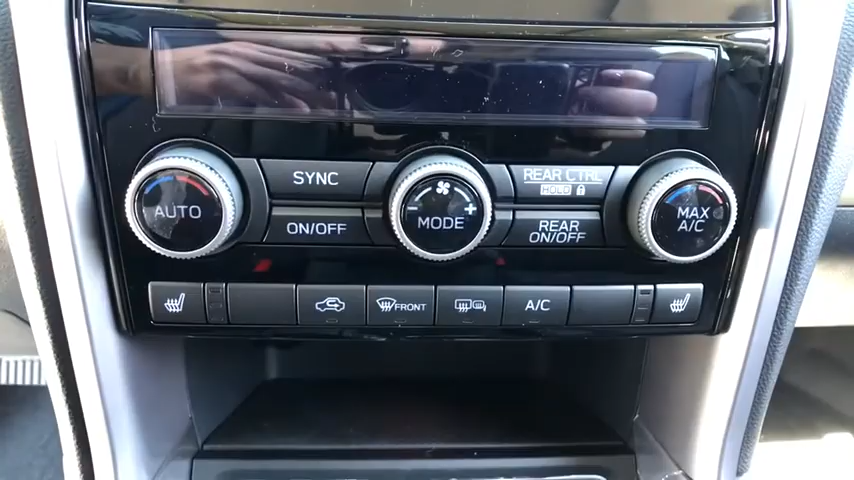 SYNC
REAR CTRL
HOLD
AUTO
- MODE +
MAX
A/C
ON/OFF
REAR
ON/OFF
FRONT
A/C